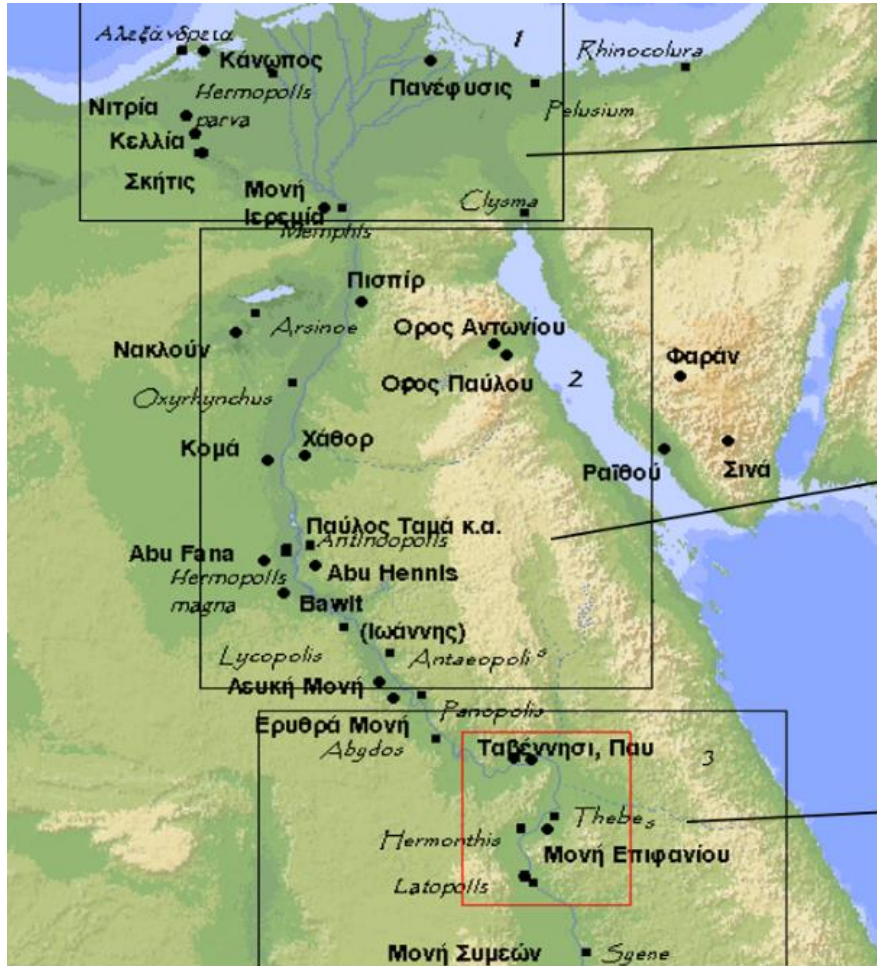 Αλεξάνδρεια
1
Κάνωπος
Rhinocolura
Hermopolis
parva
Πανέφυσις
Νιτρία
Pelusium
Κελλία
Σκήτις
Μονή
Ιερεμία
Memphis
Clysma
Πισπίρ
Arsinoe
Ορος Αντωνίου
Νακλούν
Ορος Παύλου
2
Φαράν
Oxyrhynchus
Κομά
Χάθορ
Ραϊθού
Σινά
Παύλος Ταμά κ.α.
Antinoopolis
Abu Fana
Hermopolis
magna
Abu Hennis
Bawit
(Ιωάννης)
Lycopolis
Antaeopolis
Λευκή Μονή
Ερυθρά Μονή
Panopolis
Abydos
Ταβέννησι, Παυ
3
Thebes
Hermonthis
Μονή Επιφανίου
Latopolis
Μονή Συμεών
Syene